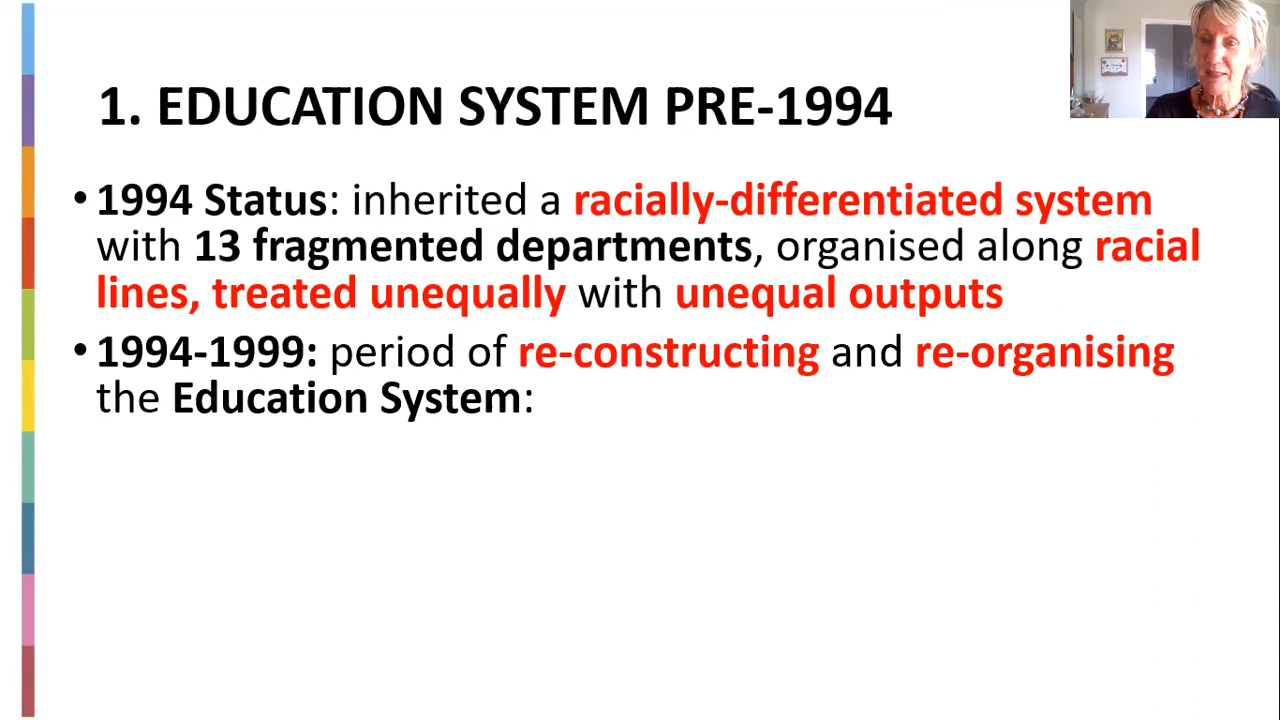 1. EDUCATION SYSTEM PRE-1994
• 1994 Status: inherited a racially-differentiated system
with 13 fragmented departments, organised along racial
lines, treated unequally with unequal outputs
• 1994-1999: period of re-constructing and re-organising
the Education System: